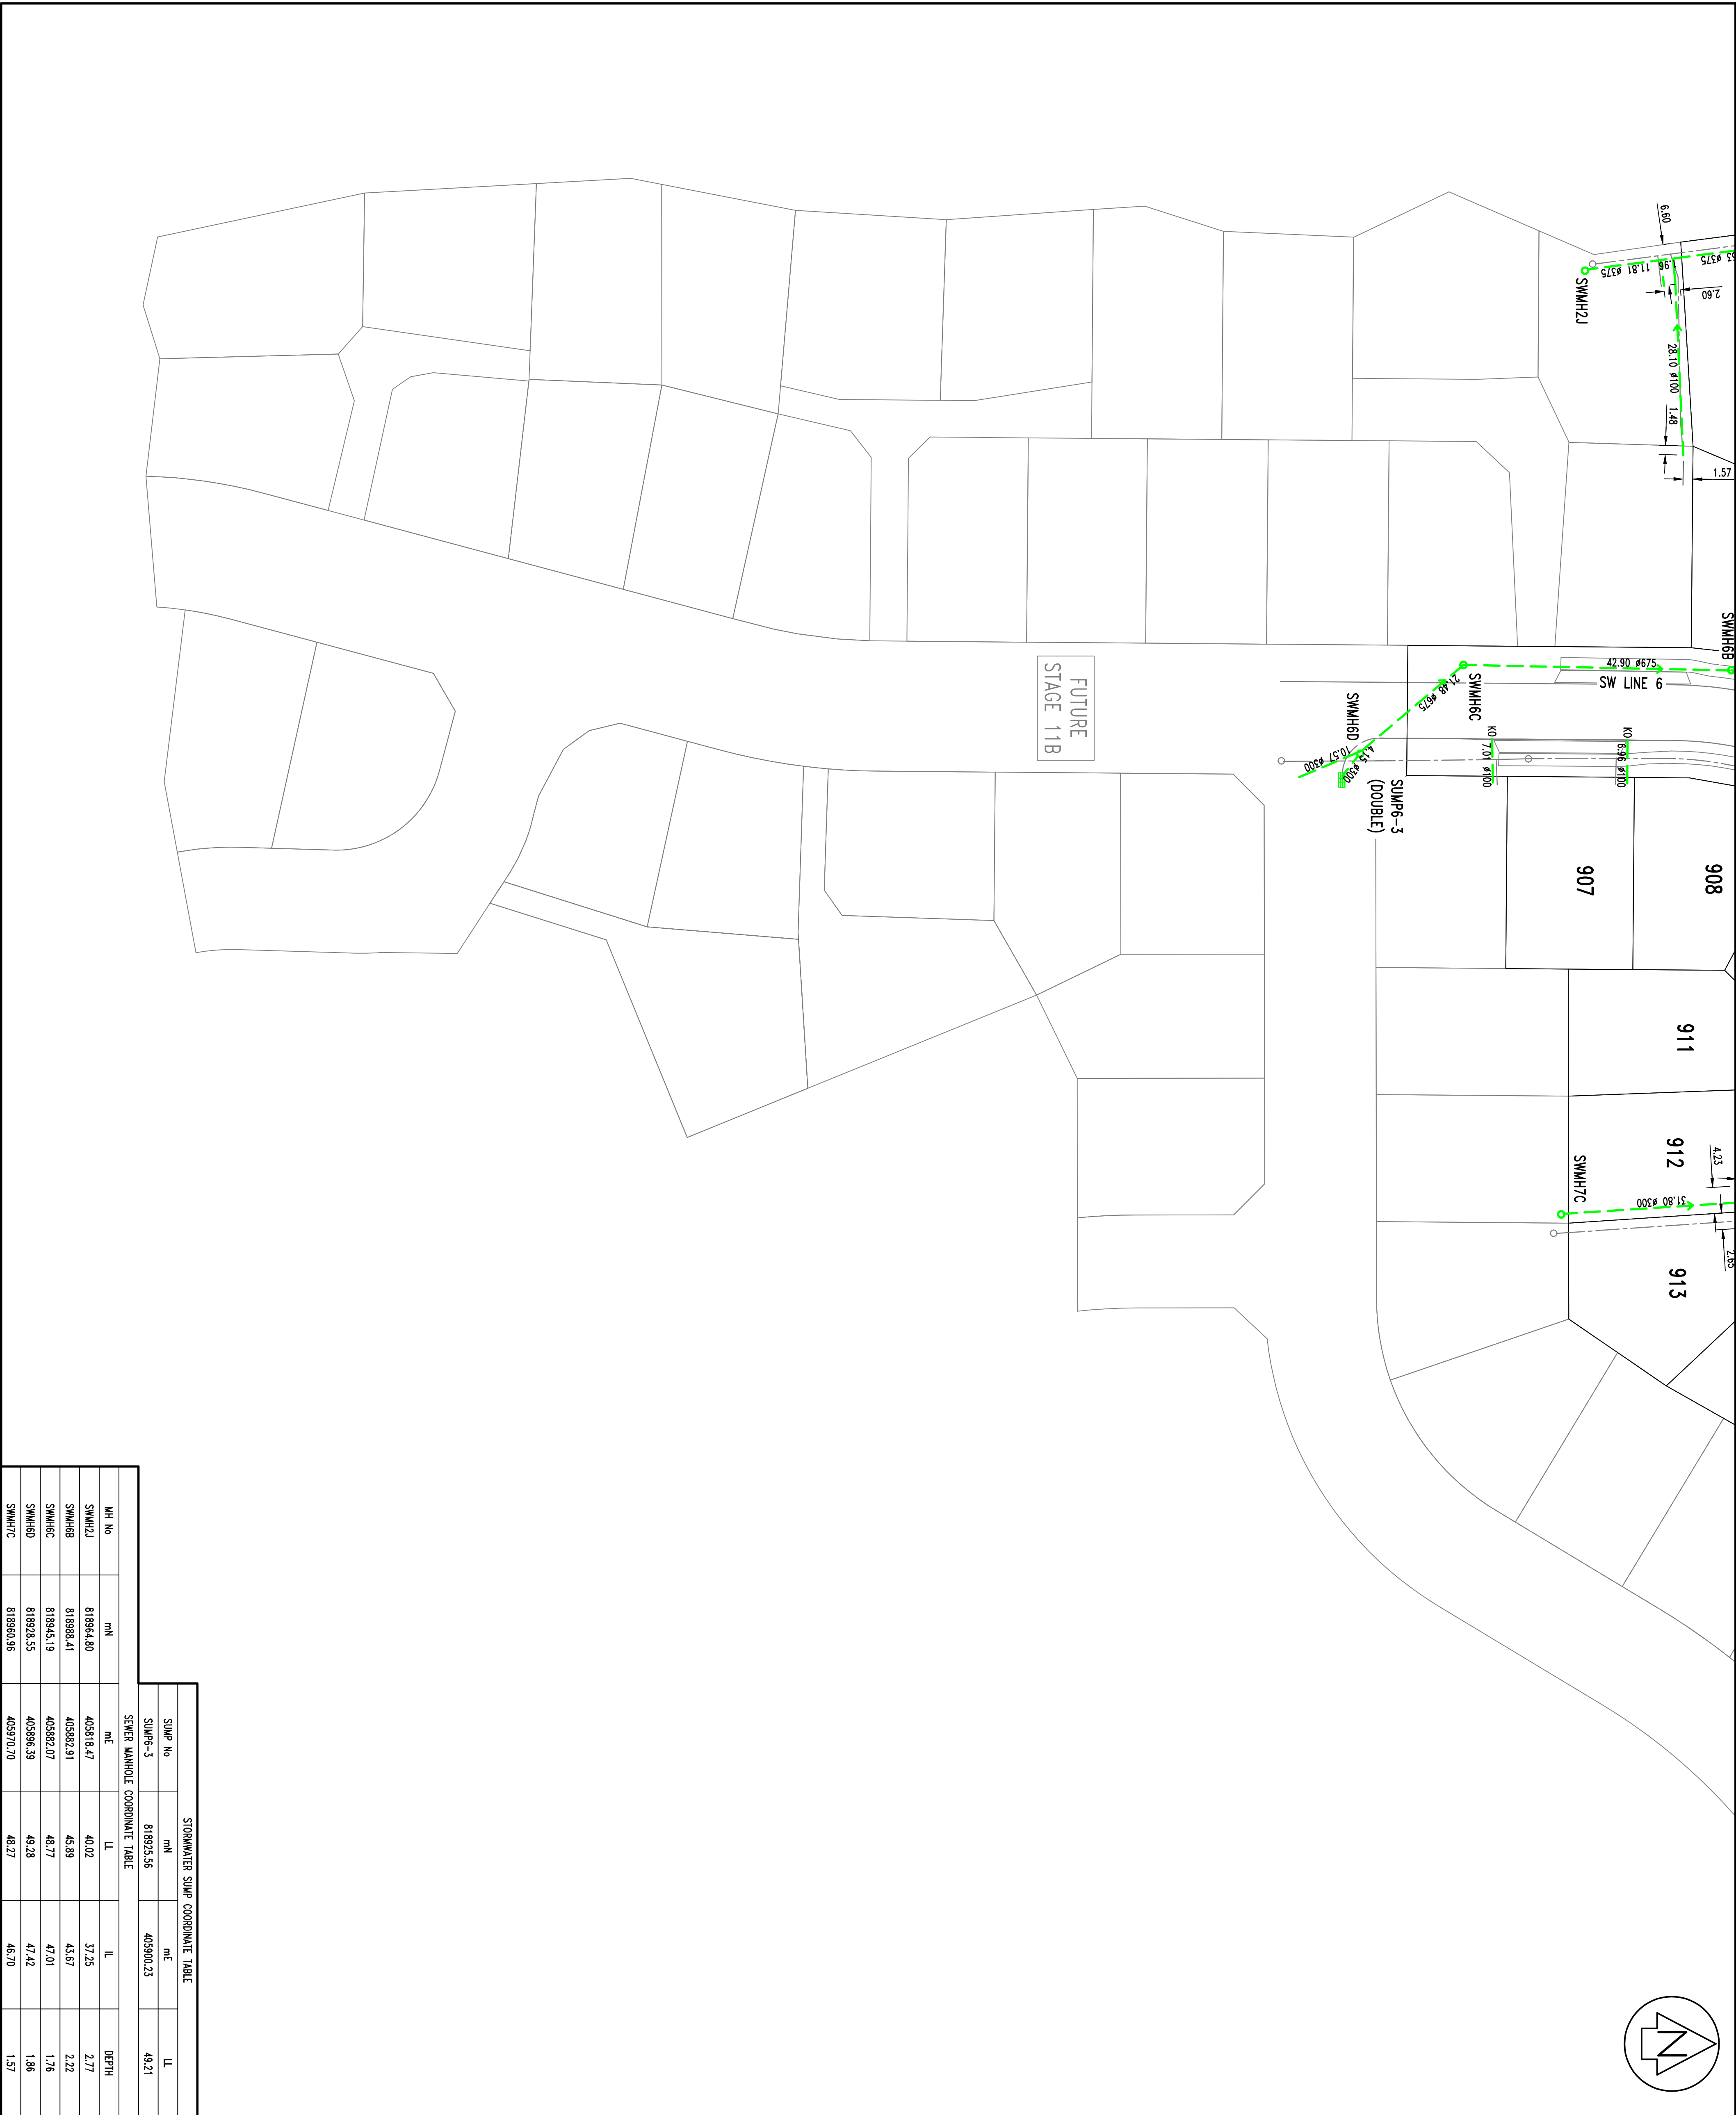 6.60
63 ø375
1.96
11.81 ø375
2.60
SWMH2J
28.10 ø100
1.48
1.57
SWMH6B
42.90 ø675
SW LINE 6
SWMH6C
21.48 ø675
SWMH6D
10.57 ø300
4.15 ø300
SUMP6-3
(DOUBLE)
KO
7.01 ø100
KO
6.96 ø100
FUTURE
STAGE 11B
907
908
911
912
913
4.23
SWMH7C
31.80 ø300
2.65
N
STORMWATER SUMP COORDINATE TABLE
SUMP No mN mE LL
SUMP6-3 818925.56 405900.23 49.21
SEWER MANHOLE COORDINATE TABLE
MH No mN mE LL IL DEPTH
SWMH2J 818964.80 405818.47 40.02 37.25 2.77
SWMH6B 818988.41 405882.91 45.89 43.67 2.22
SWMH6C 818945.19 405882.07 48.77 47.01 1.76
SWMH6D 818928.55 405896.39 49.28 47.42 1.86
SWMH7C 818960.96 405970.70 48.27 46.70 1.57